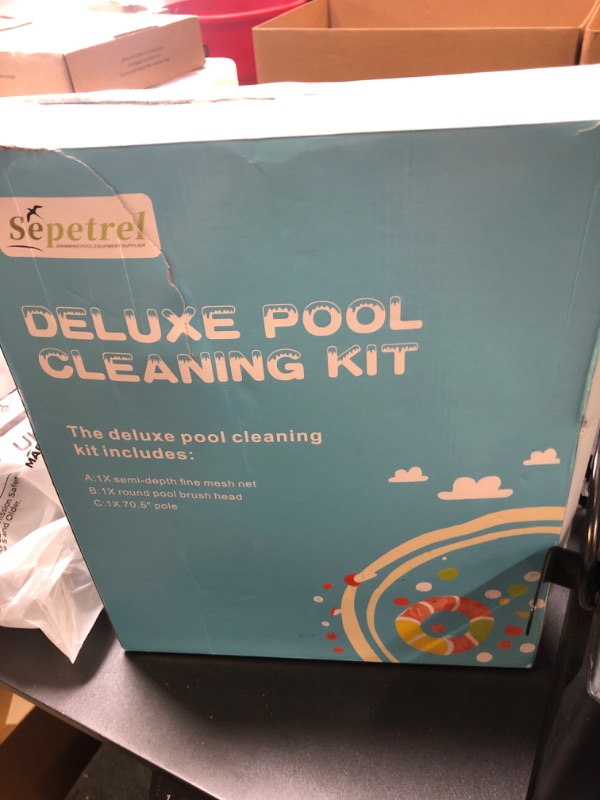 Sepetrel
SWIMMING POOL EQUIPMENT SUPPLIER
DELUXE POOL
CLEANING KIT
The deluxe pool cleaning
kit includes:
A:1X semi-depth fine mesh net
B:1X round pool brush head
C:1X 70.5" pole